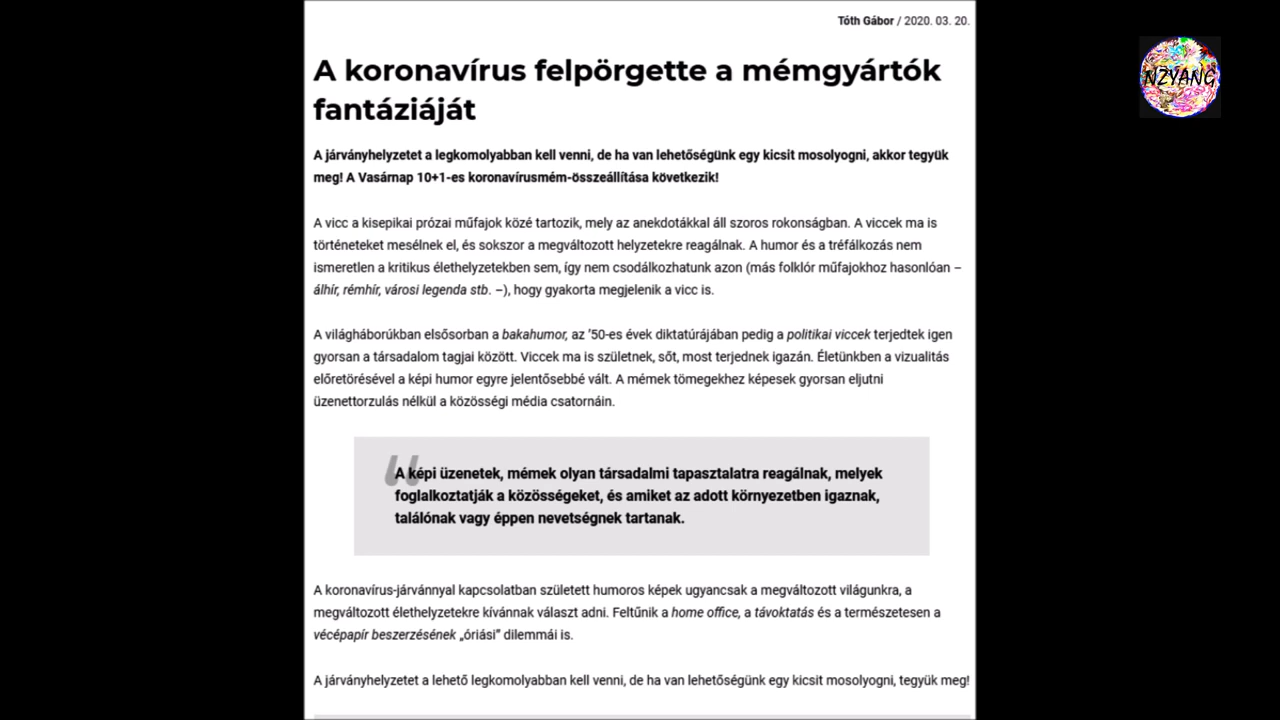 Tóth Gábor / 2020. 03. 20.
A koronavírus felpörgette a mémgyártók
fantáziáját
A járványhelyzetet a legkomolyabban kell venni, de ha van lehetőségünk egy kicsit mosolyogni, akkor tegyük
meg! A Vasárnap 10+1-es koronavírusmém-összeállítása következik!
A vicc a kisepikai prózai műfajok közé tartozik, mely az anekdotákkal áll szoros rokonságban. A viccek ma is
történeteket mesélnek el, és sokszor a megváltozott helyzetekre reagálnak. A humor és a tréfálkozás nem
ismeretlen a kritikus élethelyzetekben sem, így nem csodálkozhatunk azon (más folklór műfajokhoz hasonlóan –
álhír, rémhír, városi legenda stb. –), hogy gyakorta megjelenik a vicc is.
A világháborúkban elsősorban a bakahumor, az ’50-es évek diktatúrájában pedig a politikai viccek terjedtek igen
gyorsan a társadalom tagjai között. Viccek ma is születnek, sőt, most terjednek igazán. Életünkben a vizualitás
előretörésével a képi humor egyre jelentősebbé vált. A mémek tömegekhez képesek gyorsan eljutni
üzenettorzulás nélkül a közösségi média csatornáin.
“A képi üzenetek, mémek olyan társadalmi tapasztalatra reagálnak, melyek
foglalkoztatják a közösségeket, és amiket az adott környezetben igaznak,
találónak vagy éppen nevetségnek tartanak.
A koronavírus-járvánnyal kapcsolatban született humoros képek ugyancsak a megváltozott világunkra, a
megváltozott élethelyzetekre kívánnak választ adni. Feltűnik a home office, a távoktatás és a természetesen a
vécépapír beszerzésének „óriási” dilemmái is.
A járványhelyzetet a lehető legkomolyabban kell venni, de ha van lehetőségünk egy kicsit mosolyogni, tegyük meg!
NZYANG